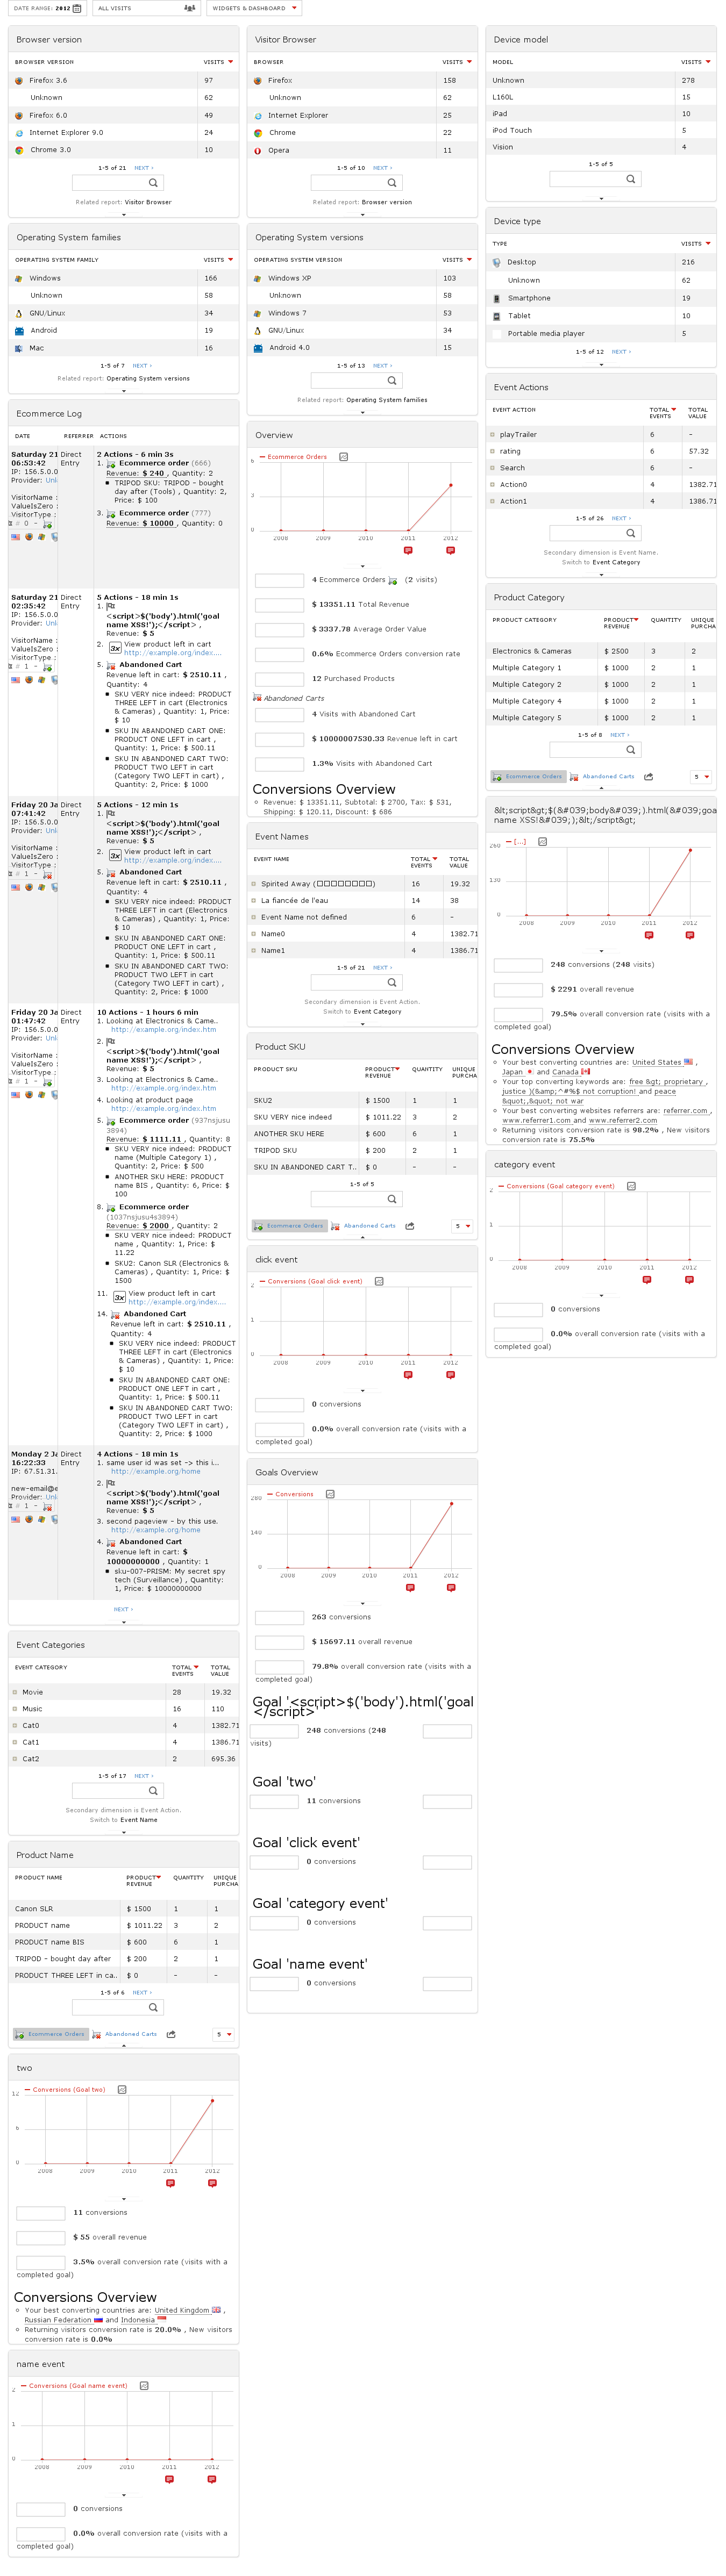 DATE RANGE: 2012
ALL VISITS
WIDGETS & DASHBOARD
Browser version
BROWSER VERSION VISITS
Firefox 3.6 97
Unknown 62
Firefox 6.0 49
Internet Explorer 9.0 24
Chrome 3.0 10
1-5 of 21 NEXT ›
Related report: Visitor Browser
Operating System families
OPERATING SYSTEM FAMILY VISITS
Windows 166
Unknown 58
GNU/Linux 34
Android 19
Mac 16
1-5 of 7 NEXT ›
Related report: Operating System versions
Ecommerce Log
DATE REFERRER ACTIONS
Saturday 21 Direct 2 Actions - 6 min 3s
06:53:42 Entry 1. Ecommerce order (666)
IP: 156.5.0.0 Revenue: $ 240 , Quantity: 2
Provider: Unk TRIPOD SKU: TRIPOD - bought
day after (Tools) , Quantity: 2,
VisitorName : Price: $ 100
ValueIsZero : 3. Ecommerce order (777)
VisitorType : Revenue: $ 10000 , Quantity: 0
# 0 -
Saturday 21 Direct 5 Actions - 18 min 1s
02:35:42 Entry 1.
IP: 156.5.0.0 <script>$('body').html('goal
Provider: Unk name XSS!');</script> ,
Revenue: $ 5
VisitorName : 2. 3x View product left in cart
ValueIsZero : http://example.org/index....
VisitorType : 5. Abandoned Cart
# 1 - Revenue left in cart: $ 2510.11 ,
Quantity: 4
SKU VERY nice indeed: PRODUCT
THREE LEFT in cart (Electronics
& Cameras) , Quantity: 1, Price:
$ 10
SKU IN ABANDONED CART ONE:
PRODUCT ONE LEFT in cart ,
Quantity: 1, Price: $ 500.11
SKU IN ABANDONED CART TWO:
PRODUCT TWO LEFT in cart
(Category TWO LEFT in cart) ,
Quantity: 2, Price: $ 1000
Friday 20 Ja Direct 5 Actions - 12 min 1s
07:41:42 Entry 1.
IP: 156.5.0.0 <script>$('body').html('goal
Provider: Unk name XSS!');</script> ,
Revenue: $ 5
VisitorName : 2. 3x View product left in cart
ValueIsZero : http://example.org/index....
VisitorType : 5. Abandoned Cart
# 1 - Revenue left in cart: $ 2510.11 ,
Quantity: 4
SKU VERY nice indeed: PRODUCT
THREE LEFT in cart (Electronics
& Cameras) , Quantity: 1, Price:
$ 10
SKU IN ABANDONED CART ONE:
PRODUCT ONE LEFT in cart ,
Quantity: 1, Price: $ 500.11
SKU IN ABANDONED CART TWO:
PRODUCT TWO LEFT in cart
(Category TWO LEFT in cart) ,
Quantity: 2, Price: $ 1000
Friday 20 Ja Direct 10 Actions - 1 hours 6 min
01:47:42 Entry 1. Looking at Electronics & Came..
IP: 156.5.0.0 http://example.org/index.htm
Provider: Unk 2.
<script>$('body').html('goal
VisitorName : name XSS!');</script> ,
ValueIsZero : Revenue: $ 5
VisitorType : 3. Looking at Electronics & Came..
# 1 - http://example.org/index.htm
4. Looking at product page
http://example.org/index.htm
5. Ecommerce order (937nsjusu
3894)
Revenue: $ 1111.11 , Quantity: 8
SKU VERY nice indeed: PRODUCT
name (Multiple Category 1) ,
Quantity: 2, Price: $ 500
ANOTHER SKU HERE: PRODUCT
name BIS , Quantity: 6, Price: $
100
8. Ecommerce order
(1037nsjusu4s3894)
Revenue: $ 2000 , Quantity: 2
SKU VERY nice indeed: PRODUCT
name , Quantity: 1, Price: $
11.22
SKU2: Canon SLR (Electronics &
Cameras) , Quantity: 1, Price: $
1500
11. 3x View product left in cart
http://example.org/index....
14. Abandoned Cart
Revenue left in cart: $ 2510.11 ,
Quantity: 4
SKU VERY nice indeed: PRODUCT
THREE LEFT in cart (Electronics
& Cameras) , Quantity: 1, Price:
$ 10
SKU IN ABANDONED CART ONE:
PRODUCT ONE LEFT in cart ,
Quantity: 1, Price: $ 500.11
SKU IN ABANDONED CART TWO:
PRODUCT TWO LEFT in cart
(Category TWO LEFT in cart) ,
Quantity: 2, Price: $ 1000
Monday 2 Ja Direct 4 Actions - 18 min 1s
16:22:33 Entry 1. same user id was set -> this i...
IP: 67.51.31. http://example.org/home
2.
new-email@e <script>$('body').html('goal
Provider: Unk name XSS!');</script> ,
# 1 - Revenue: $ 5
3. second pageview - by this use.
http://example.org/home
4. Abandoned Cart
Revenue left in cart: $
10000000000 , Quantity: 1
sku-007-PRISM: My secret spy
tech (Surveillance) , Quantity:
1, Price: $ 10000000000
NEXT ›
Event Categories
EVENT CATEGORY TOTAL EVENTS TOTAL VALUE
Movie 28 19.32
Music 16 110
Cat0 4 1382.71
Cat1 4 1386.71
Cat2 2 695.36
1-5 of 17 NEXT ›
Secondary dimension is Event Action.
Switch to Event Name
Product Name
PRODUCT NAME PRODUCT REVENUE QUANTITY UNIQUE PURCHA
Canon SLR $ 1500 1 1
PRODUCT name $ 1011.22 3 2
PRODUCT name BIS $ 600 6 1
TRIPOD - bought day after $ 200 2 1
PRODUCT THREE LEFT in ca.. $ 0 - -
1-5 of 6 NEXT ›
Ecommerce Orders Abandoned Carts 5
two
Conversions (Goal two)
12
6
0
2008 2009 2010 2011 2012
11 conversions
$ 55 overall revenue
3.5% overall conversion rate (visits with a
completed goal)
Conversions Overview
Your best converting countries are: United Kingdom ,
Russian Federation and Indonesia
Returning visitors conversion rate is 20.0% , New visitors
conversion rate is 0.0%
name event
Conversions (Goal name event)
2
1
0
2008 2009 2010 2011 2012
0 conversions
0.0% overall conversion rate (visits with a
completed goal)
Visitor Browser
BROWSER VISITS
Firefox 158
Unknown 62
Internet Explorer 25
Chrome 22
Opera 11
1-5 of 10 NEXT ›
Related report: Browser version
Operating System versions
OPERATING SYSTEM VERSION VISITS
Windows XP 103
Unknown 58
Windows 7 53
GNU/Linux 34
Android 4.0 15
1-5 of 13 NEXT ›
Related report: Operating System families
Overview
Ecommerce Orders
6
3
0
2008 2009 2010 2011 2012
4 Ecommerce Orders (2 visits)
$ 13351.11 Total Revenue
$ 3337.78 Average Order Value
0.6% Ecommerce Orders conversion rate
12 Purchased Products
Abandoned Carts
4 Visits with Abandoned Cart
$ 10000007530.33 Revenue left in cart
1.3% Visits with Abandoned Cart
Conversions Overview
Revenue: $ 13351.11, Subtotal: $ 2700, Tax: $ 531,
Shipping: $ 120.11, Discount: $ 686
Event Names
EVENT NAME TOTAL EVENTS TOTAL VALUE
Spirited Away (□□□□□□□□) 16 19.32
La fiancée de l'eau 14 38
Event Name not defined 6 -
Name0 4 1382.71
Name1 4 1386.71
1-5 of 21 NEXT ›
Secondary dimension is Event Action.
Switch to Event Category
Product SKU
PRODUCT SKU PRODUCT REVENUE QUANTITY UNIQUE PURCHA
SKU2 $ 1500 1 1
SKU VERY nice indeed $ 1011.22 3 2
ANOTHER SKU HERE $ 600 6 1
TRIPOD SKU $ 200 2 1
SKU IN ABANDONED CART T.. $ 0 - -
1-5 of 5
Ecommerce Orders Abandoned Carts 5
click event
Conversions (Goal click event)
2
1
0
2008 2009 2010 2011 2012
0 conversions
0.0% overall conversion rate (visits with a
completed goal)
Goals Overview
Conversions
280
140
0
2008 2009 2010 2011 2012
263 conversions
$ 15697.11 overall revenue
79.8% overall conversion rate (visits with a
completed goal)
Goal '<script>$('body').html('goal
</script>'
248 conversions (248
visits)
Goal 'two'
11 conversions
Goal 'click event'
0 conversions
Goal 'category event'
0 conversions
Goal 'name event'
0 conversions
Device model
MODEL VISITS
Unknown 278
L160L 15
iPad 10
iPod Touch 5
Vision 4
1-5 of 5
Device type
TYPE VISITS
Desktop 216
Unknown 62
Smartphone 19
Tablet 10
Portable media player 5
1-5 of 12 NEXT ›
Event Actions
EVENT ACTION TOTAL EVENTS TOTAL VALUE
playTrailer 6 -
rating 6 57.32
Search 6 -
Action0 4 1382.71
Action1 4 1386.71
1-5 of 26 NEXT ›
Secondary dimension is Event Name.
Switch to Event Category
Product Category
PRODUCT CATEGORY PRODUCT REVENUE QUANTITY UNIQUE PURCHA
Electronics & Cameras $ 2500 3 2
Multiple Category 1 $ 1000 2 1
Multiple Category 2 $ 1000 2 1
Multiple Category 4 $ 1000 2 1
Multiple Category 5 $ 1000 2 1
1-5 of 8 NEXT ›
Ecommerce Orders Abandoned Carts 5
&lt;script&gt;$(&#039;body&#039;).html(&#039;goa
name XSS!&#039;);&lt;/script&gt;
[...]
260
130
0
2008 2009 2010 2011 2012
248 conversions (248 visits)
$ 2291 overall revenue
79.5% overall conversion rate (visits with a
completed goal)
Conversions Overview
Your best converting countries are: United States ,
Japan and Canada
Your top converting keywords are: free &gt; proprietary ,
justice )(&amp;^#%$ not corruption! and peace
&quot;,&quot; not war
Your best converting websites referrers are: referrer.com ,
www.referrer1.com and www.referrer2.com
Returning visitors conversion rate is 98.2% , New visitors
conversion rate is 75.5%
category event
Conversions (Goal category event)
2
1
0
2008 2009 2010 2011 2012
0 conversions
0.0% overall conversion rate (visits with a
completed goal)